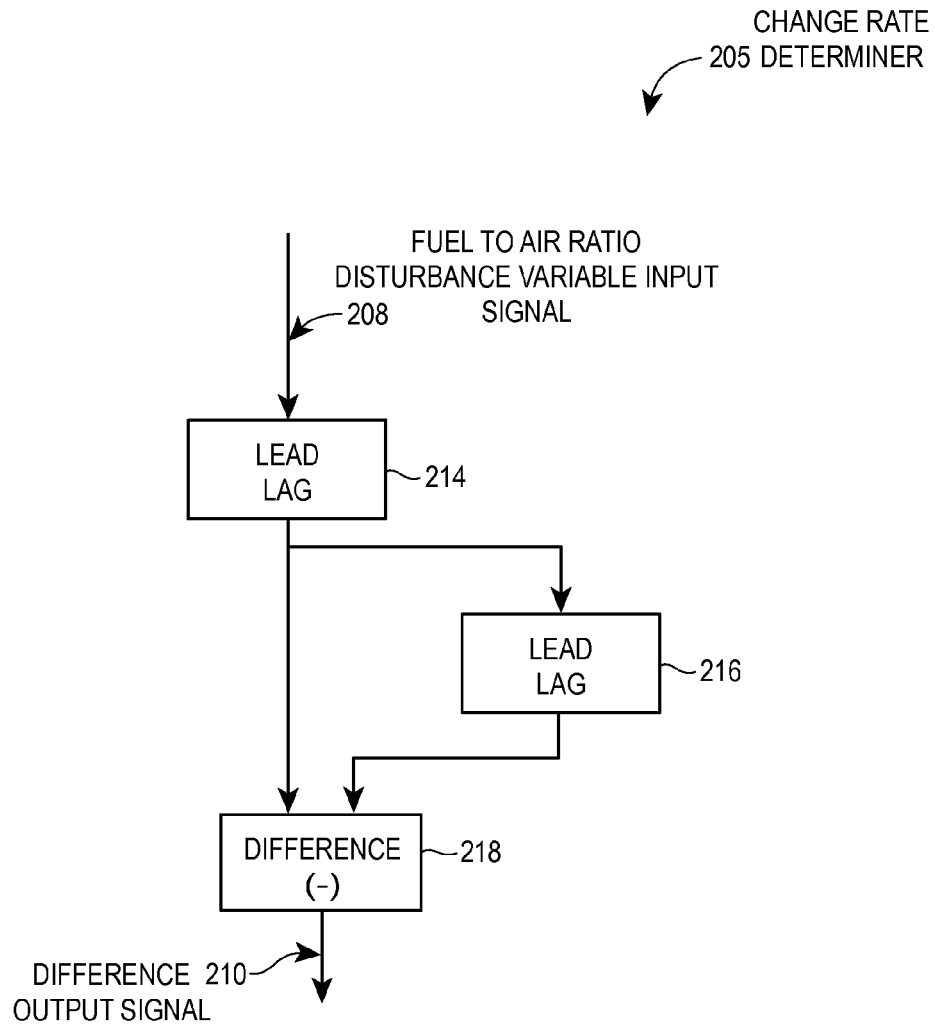 CHANGE RATE
205 DETERMINER
FUEL TO AIR RATIO
DISTURBANCE VARIABLE INPUT
SIGNAL
208
LEAD
LAG
214
LEAD
LAG
216
DIFFERENCE
(-)
218
DIFFERENCE 210
OUTPUT SIGNAL